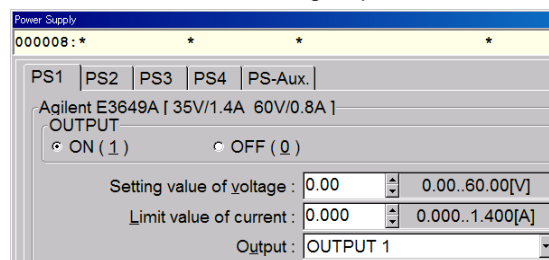 Power Supply
000008:* * * *
PS1 PS2 PS3 PS4 PS-Aux.
Agilent E3649A [ 35V/1.4A 60V/0.8A ]
OUTPUT
ON ( 1 ) OFF ( 0 )
Setting value of voltage : 0.00 0.00..60.00[V]
Limit value of current : 0.000 0.000..1.400[A]
Output : OUTPUT 1